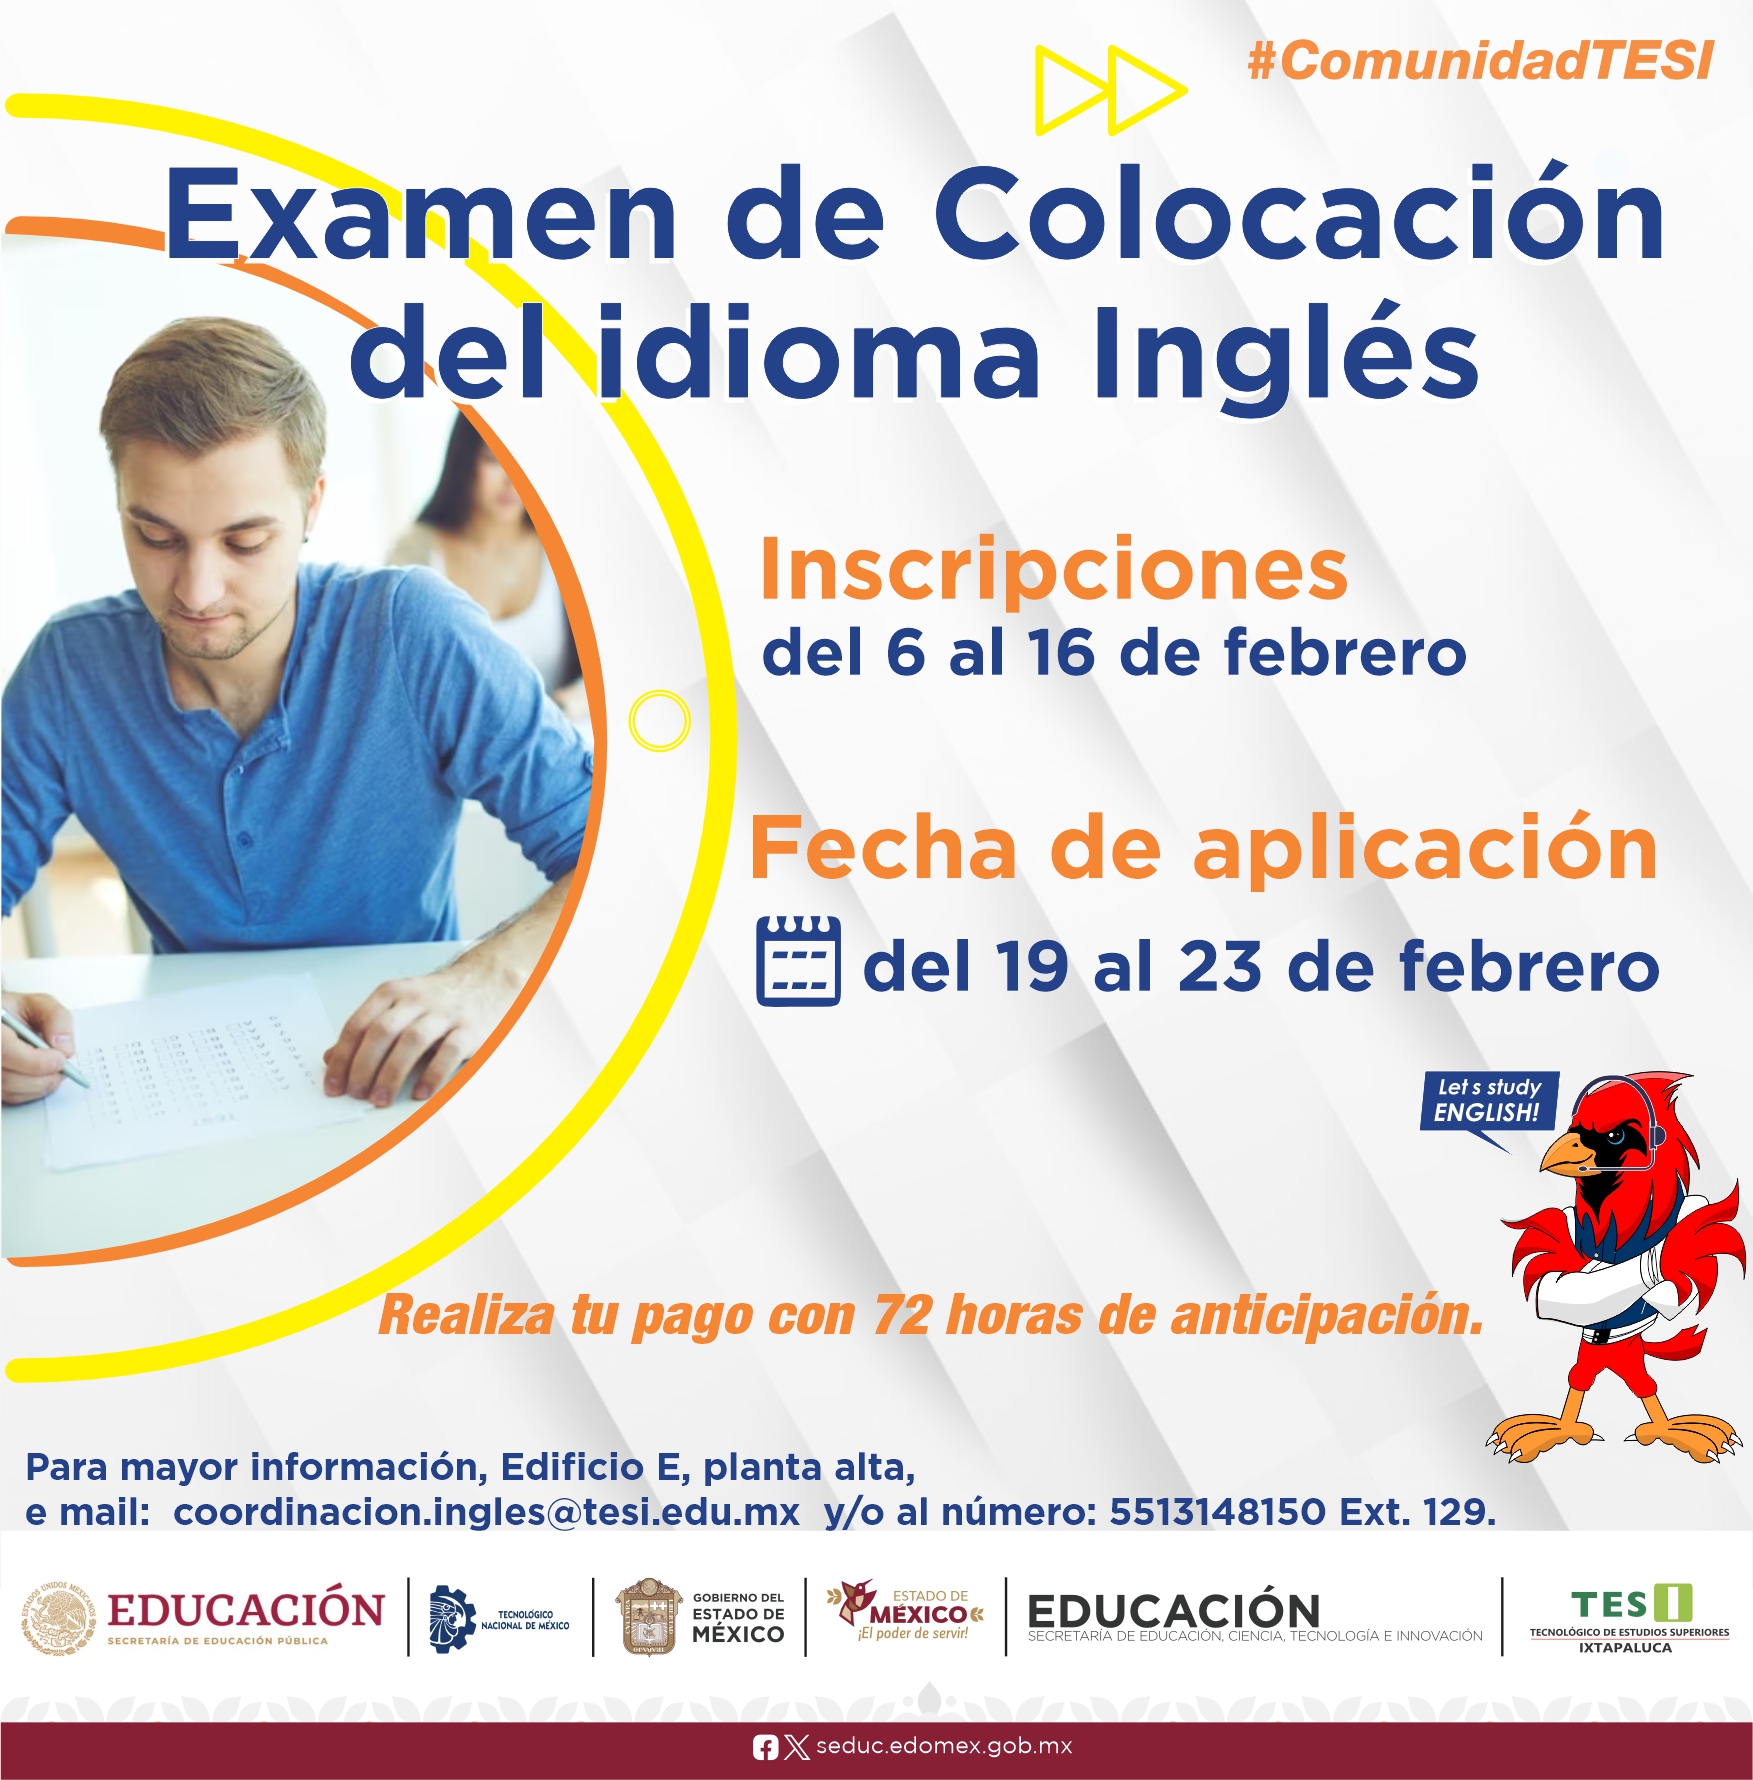 #ComunidadTESI
Examen de Colocación
del idioma Inglés
Inscripciones
del 6 al 16 de febrero
Fecha de aplicación
del 19 al 23 de febrero
Let s study
ENGLISH!
Realiza tu pago con 72 horas de anticipación.
Para mayor información, Edificio E, planta alta,
e mail: coordinacion.ingles@tesi.edu.mx y/o al número: 5513148150 Ext. 129.
ESTADOS UNIDOS MEXICANOS
EDUCACIÓN
SECRETARÍA DE EDUCACIÓN PÚBLICA
TECNOLÓGICO
NACIONAL DE MÉXICO
GOBIERNO DEL
ESTADO DE
MÉXICO
ESTADO DE
MÉXICO
¡El poder de servir!
EDUCACIÓN
SECRETARÍA DE EDUCACIÓN, CIENCIA, TECNOLOGÍA E INNOVACIÓN
TESI
TECNOLÓGICO DE ESTUDIOS SUPERIORES
IXTAPALUCA
seduc.edomex.gob.mx